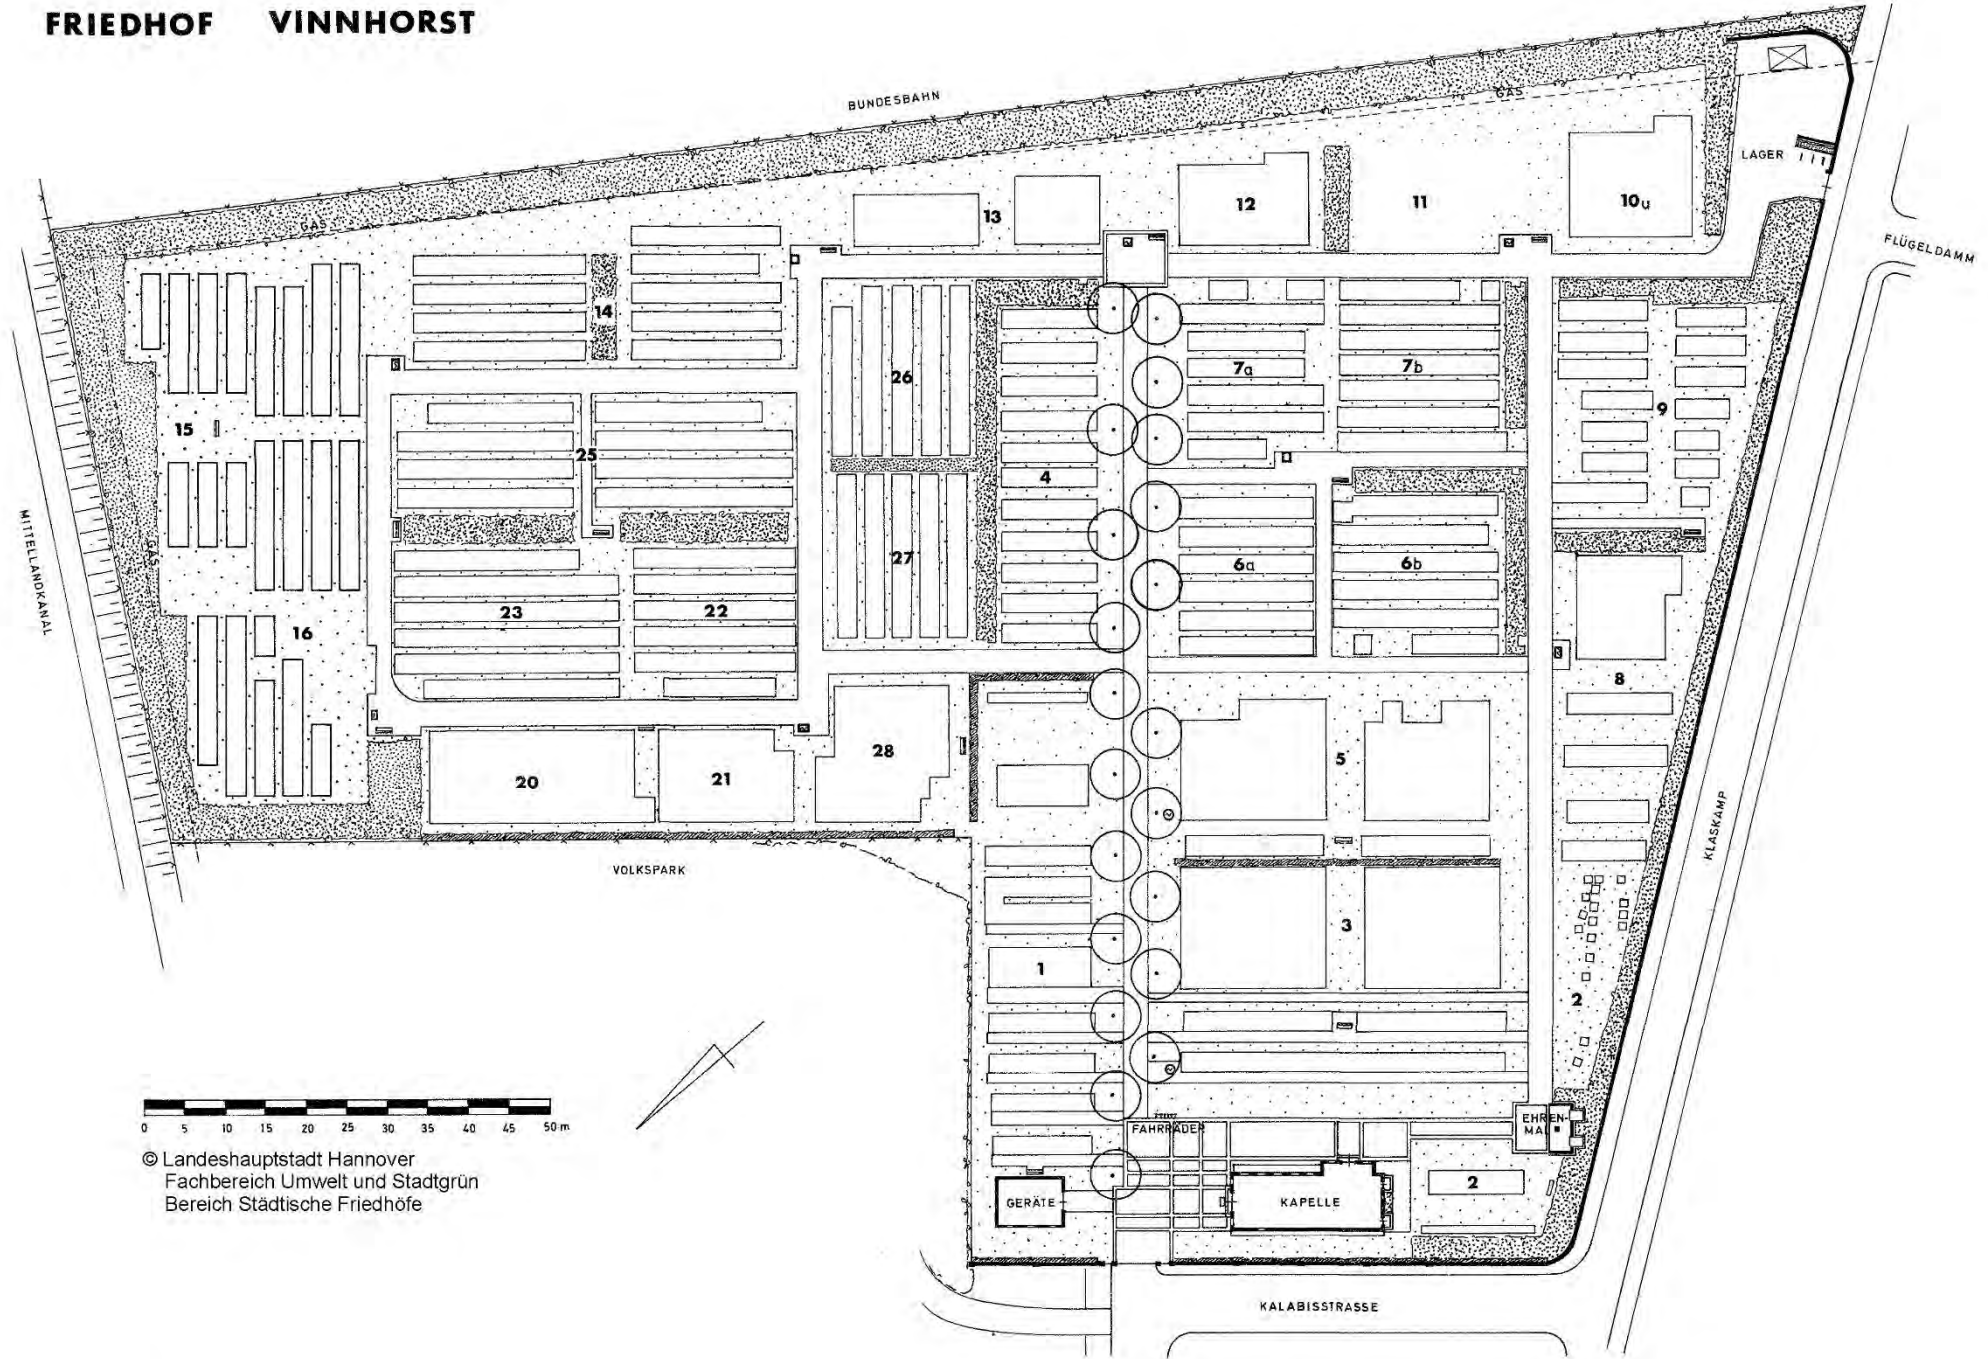 FRIEDHOF VINNHORST
BUNDESBAHN
GAS
LAGER
GAS
13
12
11
10u
FLÜGELDAMM
14
26
7a
7b
9
15
25
4
MITTELLANDKANAL
GAS
27
6a
6b
23
22
16
8
28
5
20
21
KLASKAMP
VOLKSPARK
3
1
2
0 5 10 15 20 25 30 35 40 45 50 m
FAHRRÄDER
EHREN-
MAL
© Landeshauptstadt Hannover
Fachbereich Umwelt und Stadtgrün
Bereich Städtische Friedhöfe
2
GERÄTE
KAPELLE
KALABISSTRASSE